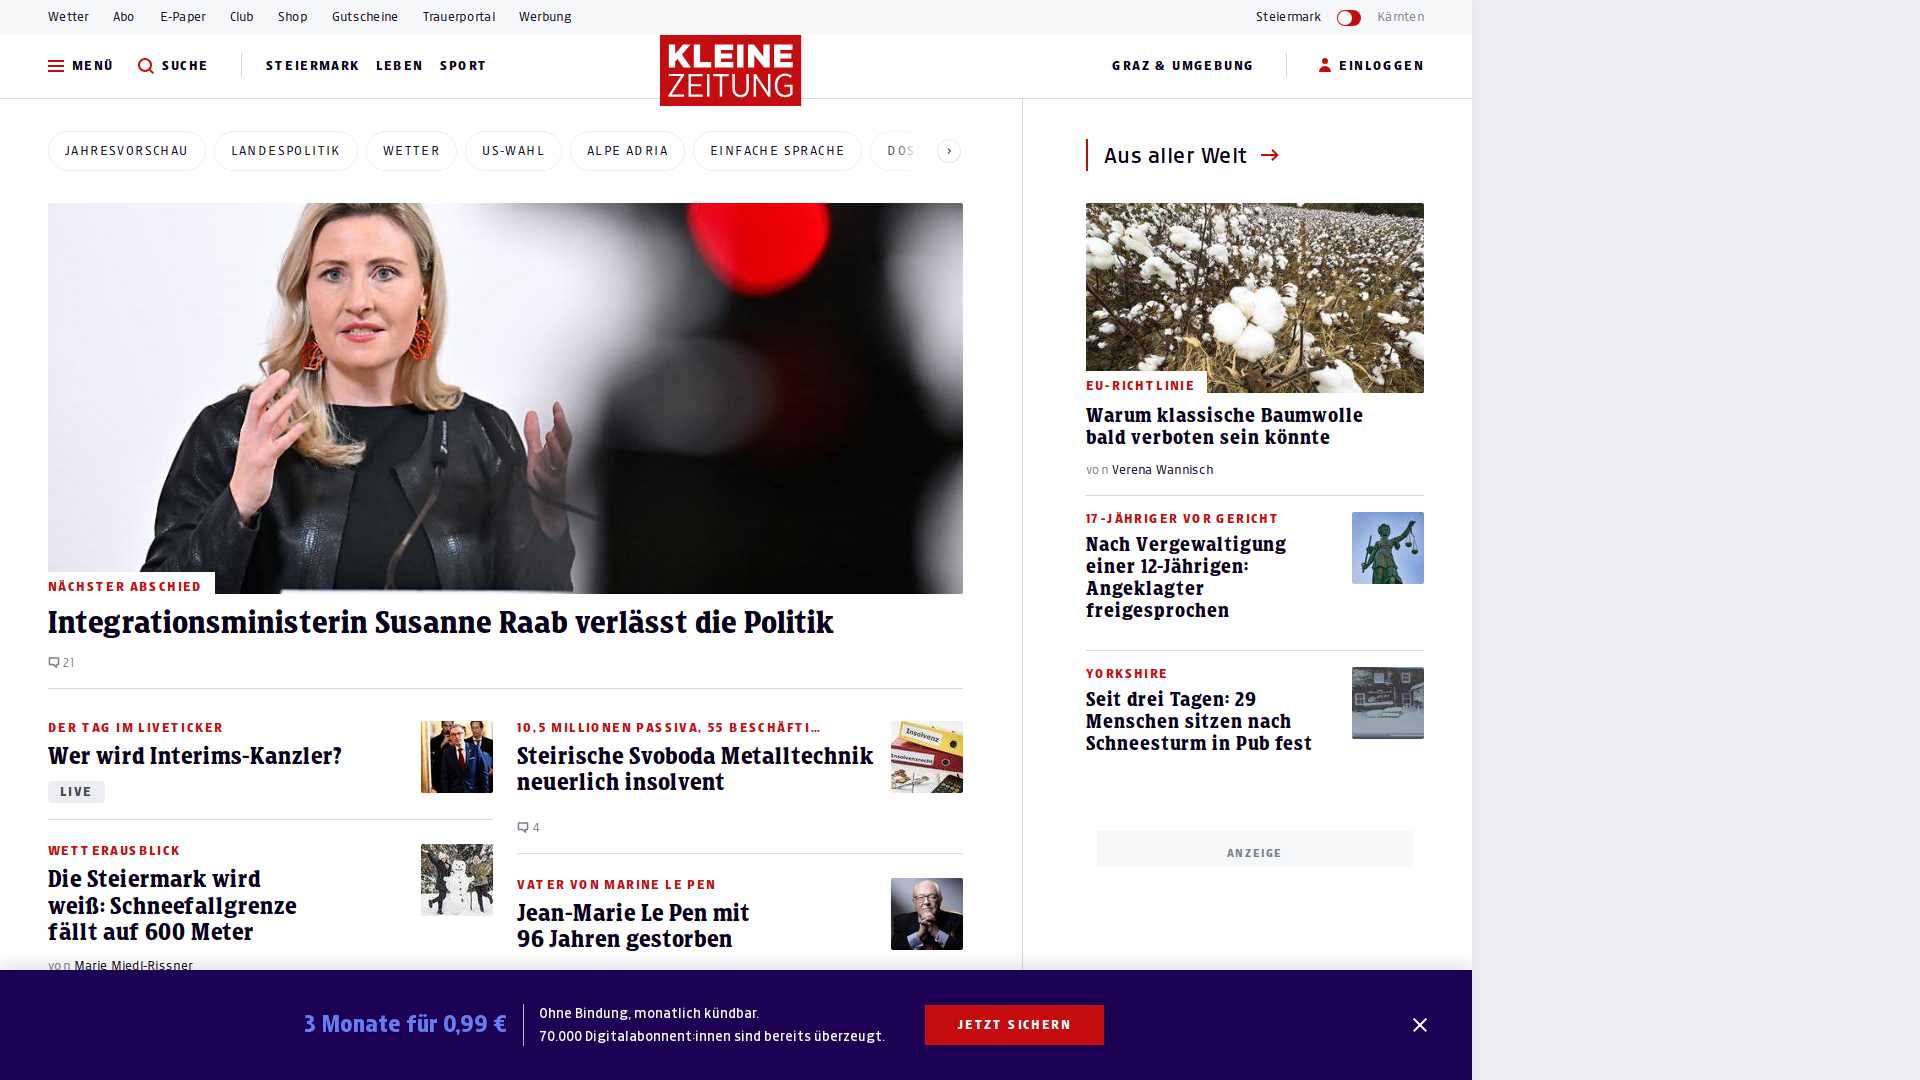 Wetter Abo E-Paper Club Shop Gutscheine Trauerportal Werbung Steiermark Kärnten
MENÜ SUCHE STEIERMARK LEBEN SPORT KLEINE ZEITUNG GRAZ & UMGEBUNG EINLOGGEN
JAHRESVORSCHAU LANDESPOLITIK WETTER US-WAHL ALPE ADRIA EINFACHE SPRACHE DOS
NÄCHSTER ABSCHIED
Integrationsministerin Susanne Raab verlässt die Politik
21
DER TAG IM LIVETICKER
Wer wird Interims-Kanzler?
LIVE
WETTERAUSBLICK
Die Steiermark wird
weiß: Schneefallgrenze
fällt auf 600 Meter
von Marie Miedl-Rissner
10,5 MILLIONEN PASSIVA, 55 BESCHÄFTI…
Steirische Svoboda Metalltechnik
neuerlich insolvent
Insolvenz
Insolvenzrecht
4
VATER VON MARINE LE PEN
Jean-Marie Le Pen mit
96 Jahren gestorben
Aus aller Welt
EU-RICHTLINIE
Warum klassische Baumwolle
bald verboten sein könnte
von Verena Wannisch
17-JÄHRIGER VOR GERICHT
Nach Vergewaltigung
einer 12-Jährigen:
Angeklagter
freigesprochen
YORKSHIRE
Seit drei Tagen: 29
Menschen sitzen nach
Schneesturm in Pub fest
ANZEIGE
3 Monate für 0,99 €
Ohne Bindung, monatlich kündbar.
70.000 Digitalabonnent:innen sind bereits überzeugt.
JETZT SICHERN